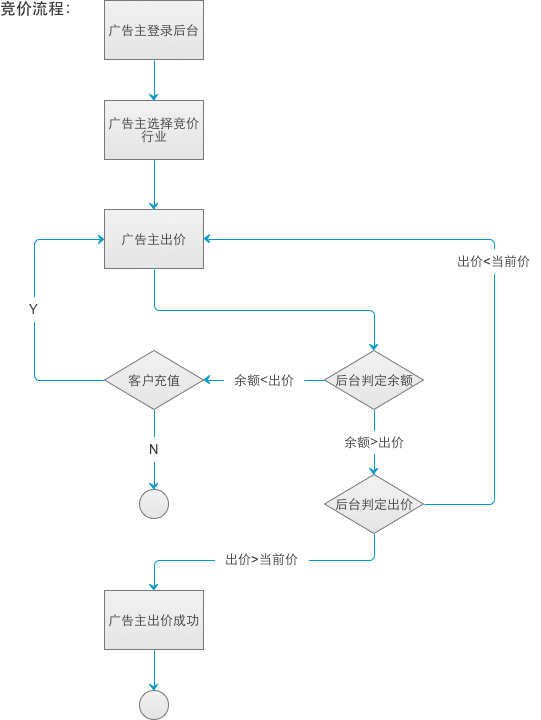 竞价流程：
广告主登录后台
广告主选择竞价
行业
广告主出价
出价<当前价
Y
客户充值
余额<出价
后台判定余额
余额>出价
N
后台判定出价
出价>当前价
广告主出价成功